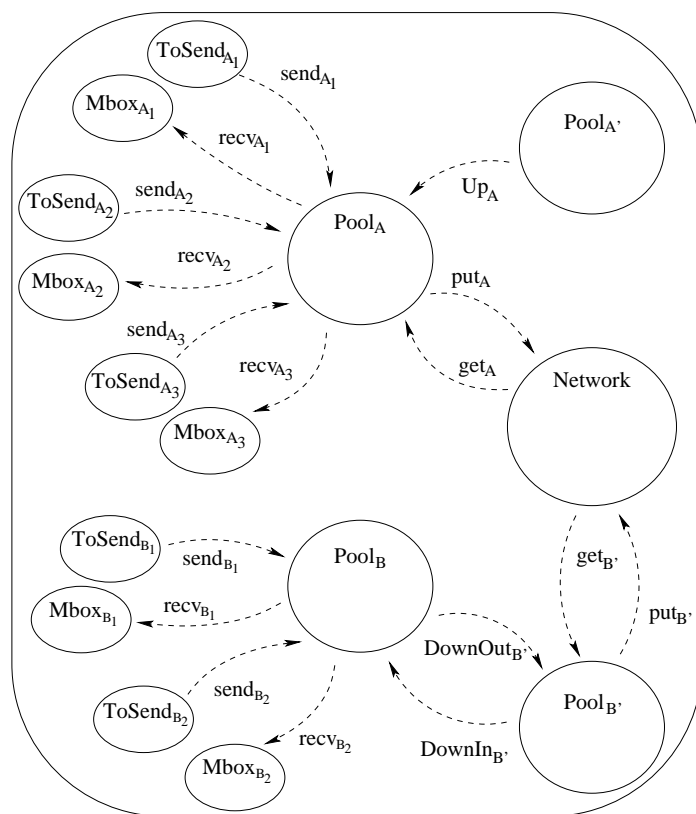 ToSend_A1
send_A1
Mbox_A1
recv_A1
Pool_A'
Up_A
ToSend_A2
send_A2
Pool_A
recv_A2
Mbox_A2
put_A
send_A3
get_A
ToSend_A3
recv_A3
Network
Mbox_A3
ToSend_B1
send_B1
Pool_B
get_B'
Mbox_B1
recv_B1
put_B'
DownOut_B'
send_B2
ToSend_B2
Pool_B'
recv_B2
DownIn_B'
Mbox_B2